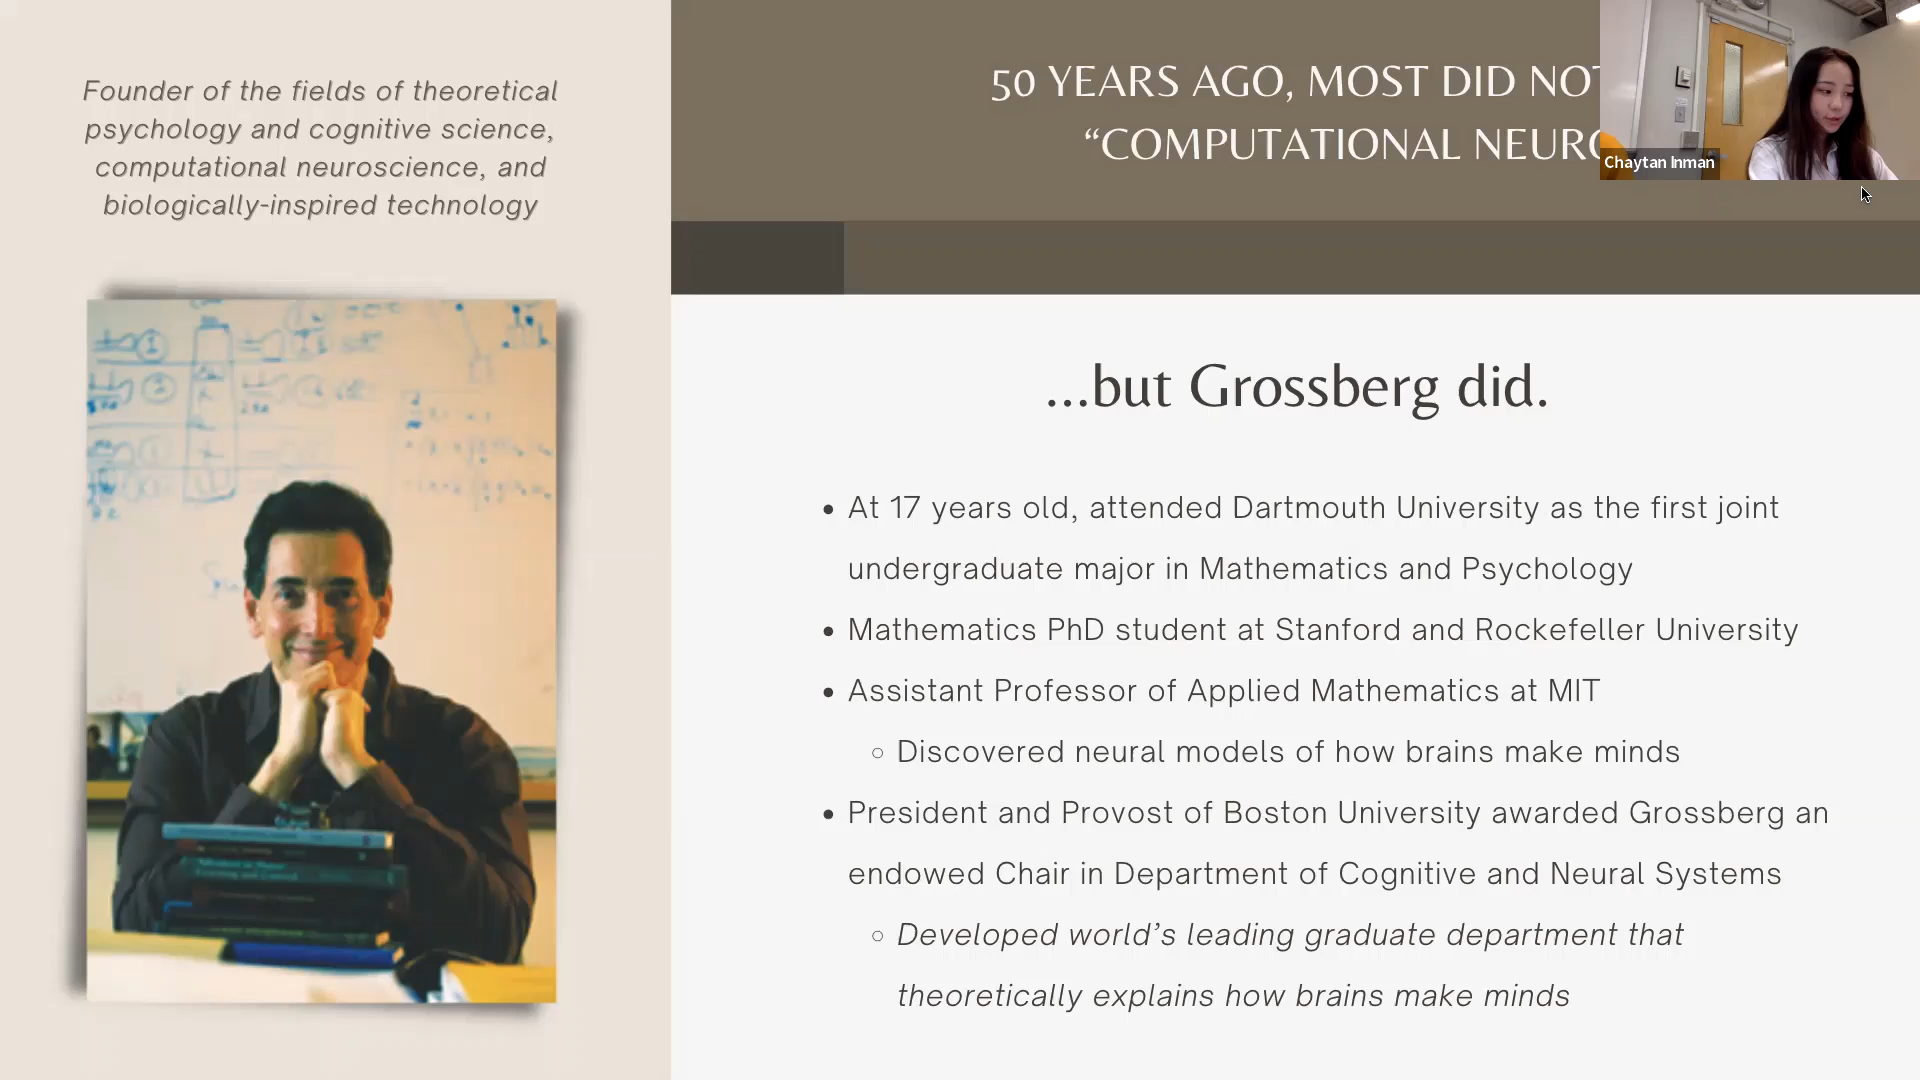 Founder of the fields of theoretical
psychology and cognitive science,
computational neuroscience, and
biologically-inspired technology
50 YEARS AGO, MOST DID NOT
“COMPUTATIONAL NEURO
Chaytan Inman
...but Grossberg did.
• At 17 years old, attended Dartmouth University as the first joint
undergraduate major in Mathematics and Psychology
• Mathematics PhD student at Stanford and Rockefeller University
• Assistant Professor of Applied Mathematics at MIT
○ Discovered neural models of how brains make minds
• President and Provost of Boston University awarded Grossberg an
endowed Chair in Department of Cognitive and Neural Systems
○ Developed world’s leading graduate department that
theoretically explains how brains make minds